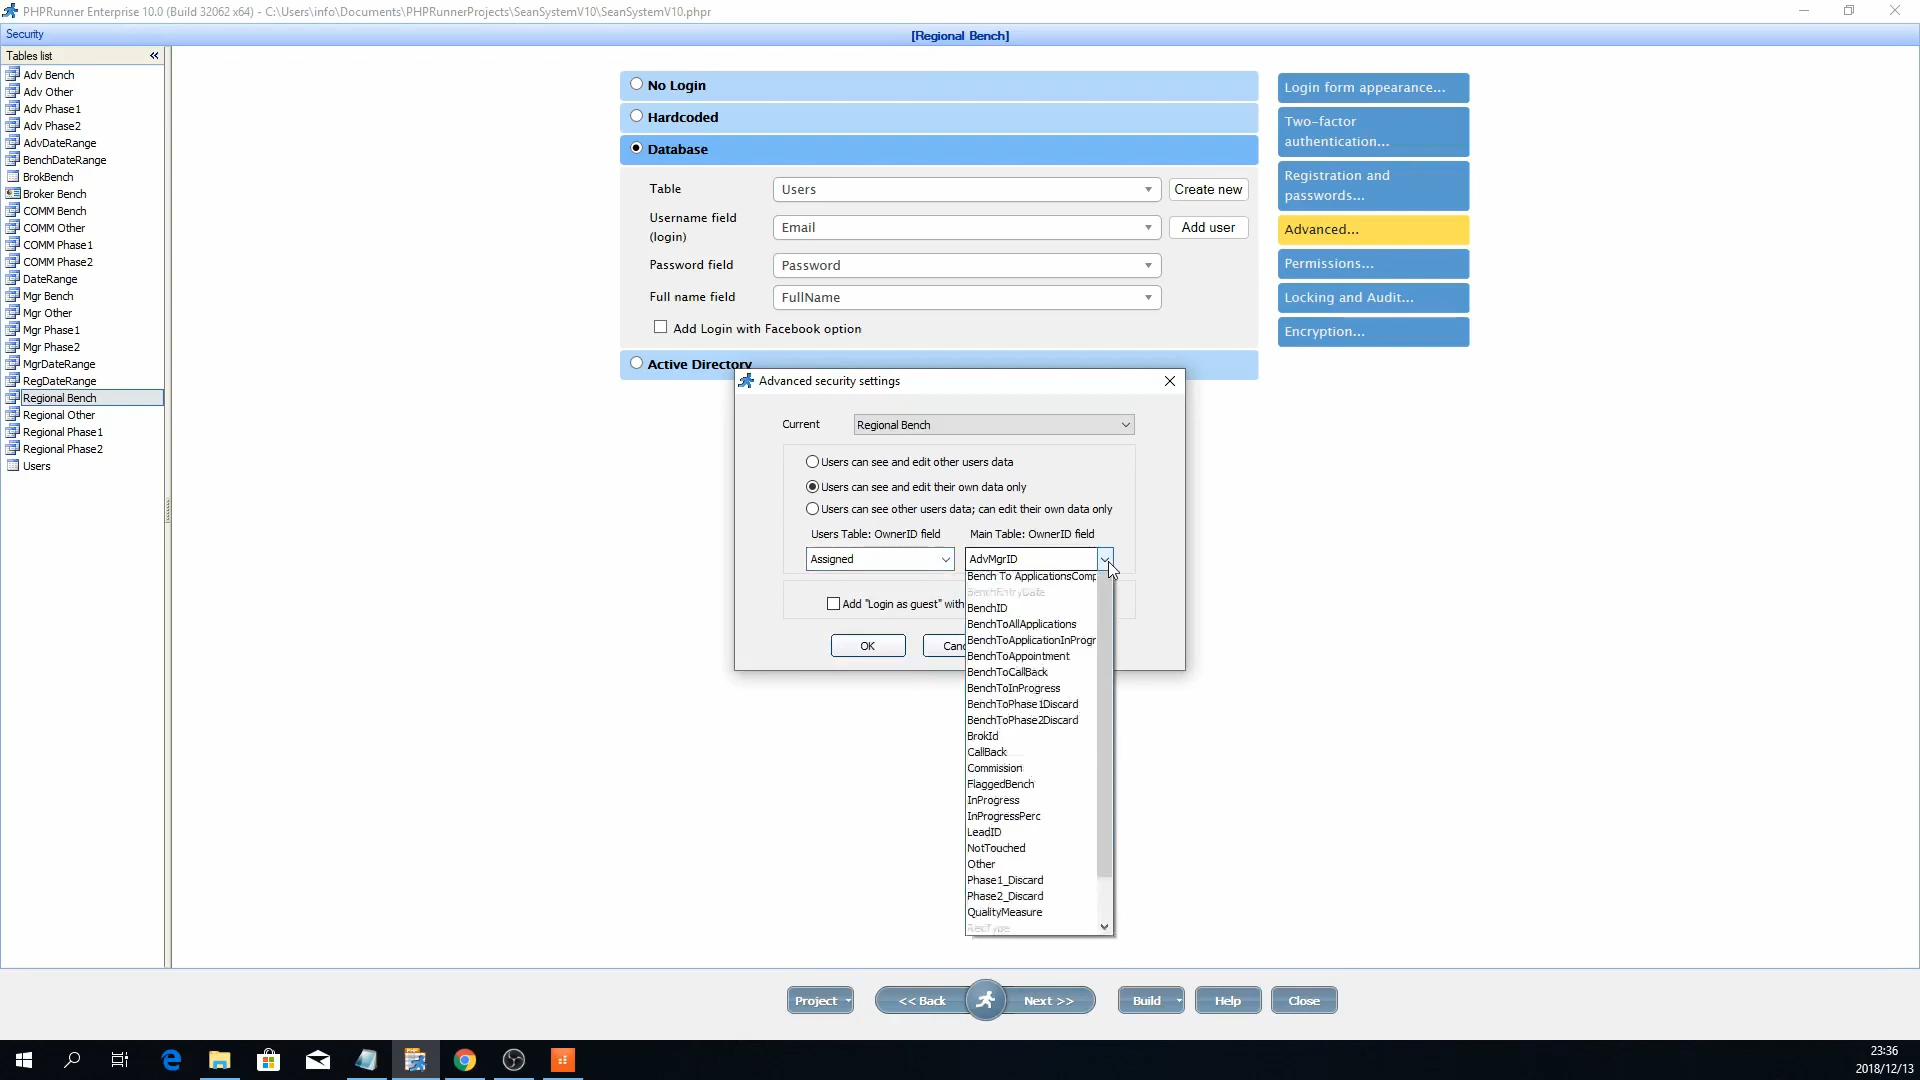 PHPRunner Enterprise 10.0 (Build 32062 x64) - C:\Users\info\Documents\PHPRunnerProjects\SeanSystemV10\SeanSystemV10.phpr
Security
[Regional Bench]
Tables list
Adv Bench
Adv Other
Adv Phase1
Adv Phase2
AdvDateRange
BenchDateRange
BrokBench
Broker Bench
COMM Bench
COMM Other
COMM Phase1
COMM Phase2
DateRange
Mgr Bench
Mgr Other
Mgr Phase1
Mgr Phase2
MgrDateRange
RegDateRange
Regional Bench
Regional Other
Regional Phase1
Regional Phase2
Users
No Login
Hardcoded
Database
Table
Users
Create new
Username field
(login)
Email
Add user
Password field
Password
Full name field
FullName
Add Login with Facebook option
Active Directory
Login form appearance...
Two-factor
authentication...
Registration and
passwords...
Advanced...
Permissions...
Locking and Audit...
Encryption...
Advanced security settings
Current
Regional Bench
Users can see and edit other users data
Users can see and edit their own data only
Users can see other users data; can edit their own data only
Users Table: OwnerID field
Main Table: OwnerID field
Assigned
AdvMgrID
Add "Login as guest" with
OK
Canc
Bench To ApplicationsComp
BenchEntryDate
BenchID
BenchToAllApplications
BenchToApplicationInProgr
BenchToAppointment
BenchToCallBack
BenchToInProgress
BenchToPhase1Discard
BenchToPhase2Discard
BrokId
CallBack
Commission
FlaggedBench
InProgress
InProgressPerc
LeadID
NotTouched
Other
Phase1_Discard
Phase2_Discard
QualityMeasure
RecType
Project
<< Back
Next >>
Build
Help
Close
23:36
2018/12/13